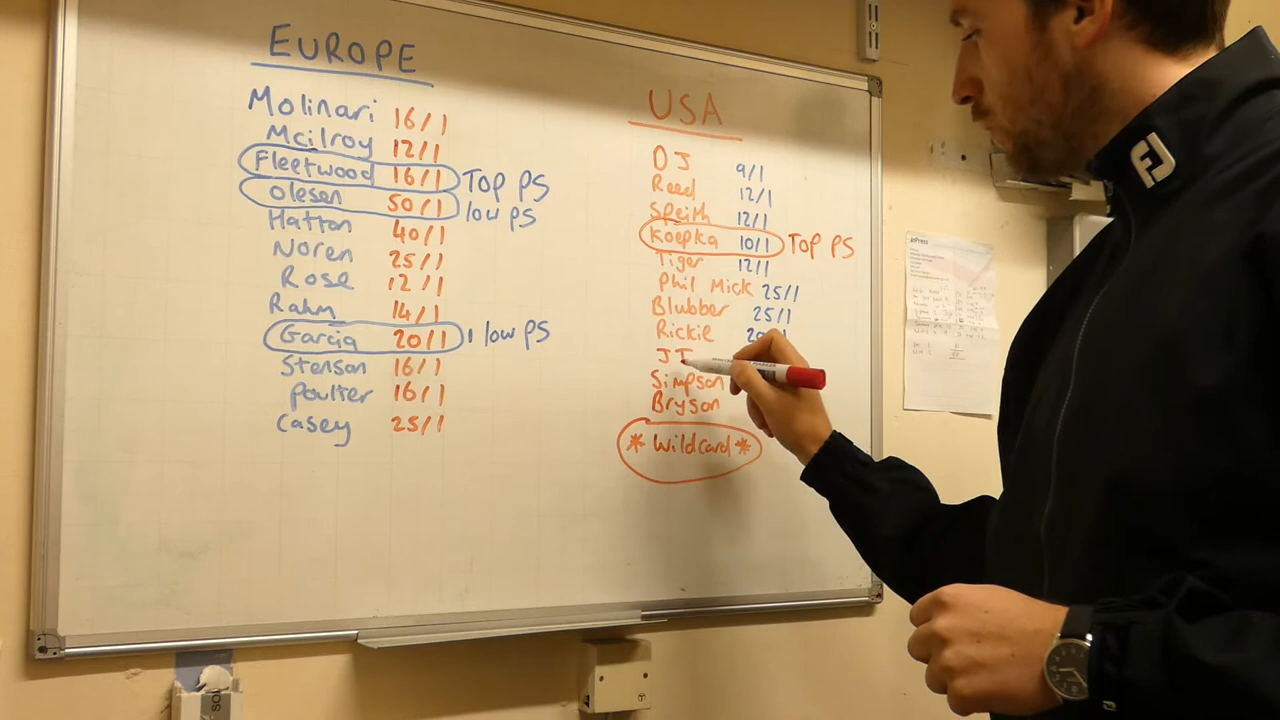 EUROPE
Molinari 16/1
Mcilroy 12/1
Fleetwood 16/1 TOP PS
Olesen 50/1 low PS
Hatton 40/1
Noren 25/1
Rose 12/1
Rahm 14/1
Garcia 20/1 low PS
Stenson 16/1
Poulter 16/1
Casey 25/1
USA
DJ 9/1
Reed 12/1
Speith 12/1
Koepka 10/1 TOP PS
Tiger 12/1
Phil Mick 25/1
Blubber 25/1
Rickie
JT
Simpson
Bryson
* Wildcard *
FJ